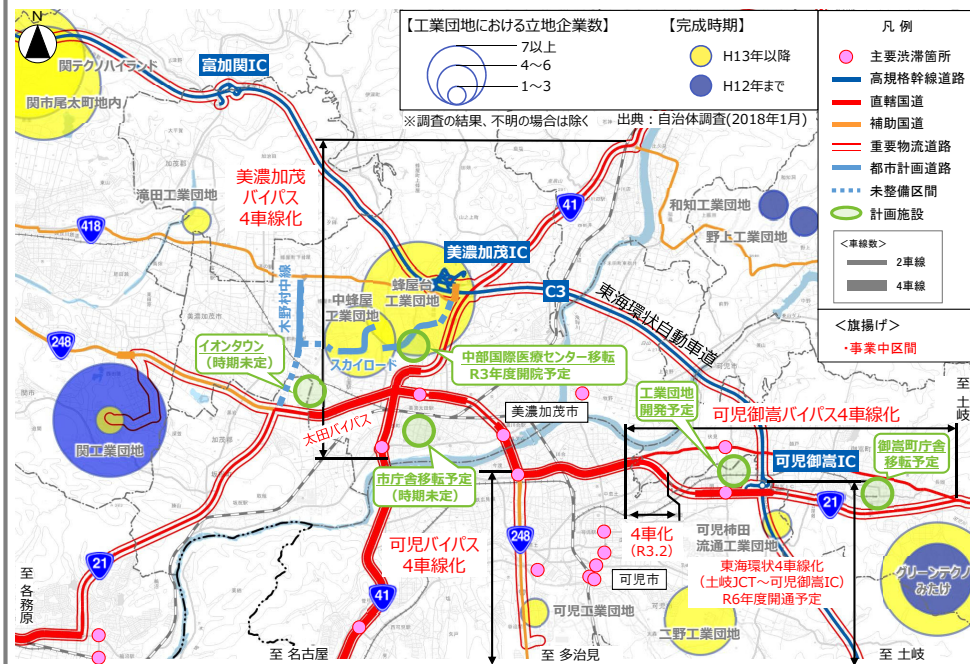 N
【工業団地における立地企業数】
7以上
4~6
1~3
【完成時期】
H13年以降
H12年まで
※調査の結果、不明の場合は除く
出典:自治体調査(2018年1月)
凡 例
主要渋滞箇所
高規格幹線道路
直轄国道
補助国道
重要物流道路
都市計画道路
未整備区間
計画施設
<車線数>
2車線
4車線
<旗揚げ>
・事業中区間
関テクノハイランド
関市尾太町地内
富加関IC
滝田工業団地
美濃加茂
バイパス
4車線化
41
和知工業団地
野上工業団地
418
美濃加茂IC
蜂屋台
工業団地
中蜂屋
工業団地
C3
東海環状自動車道
木野村中線
スカイロード
248
イオンタウン
(時期未定)
中部国際医療センター移転
R3年度開院予定
工業団地
開発予定
可児御嵩バイパス4車線化
至
土岐
美濃加茂市
太田バイパス
関工業団地
市庁舎移転予定
(時期未定)
可児御嵩IC
御嵩町庁舎
移転予定
21
4車化
(R3.2)
可児柿田
流通工業団地
248
可児バイパス
4車線化
可児市
東海環状4車線化
(土岐JCT~可児御嵩IC)
R6年度開通予定
グリーンテクノ
みたけ
21
至
各務原
41
可児工業団地
二野工業団地
至 名古屋
至 多治見
至 土岐